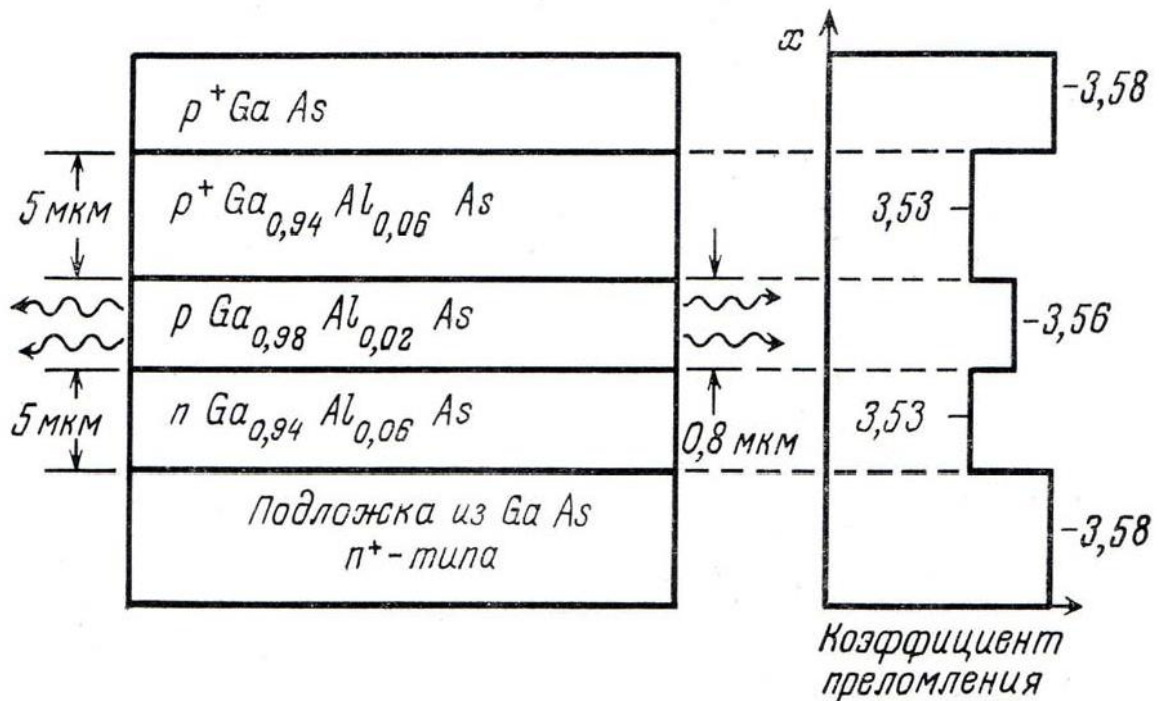 x
-3,58
p⁺ Ga As
5 мкм
p⁺ Ga₀,₉₄ Al₀,₀₆ As
3,53
p Ga₀,₉₈ Al₀,₀₂ As
-3,56
5 мкм
n Ga₀,₉₄ Al₀,₀₆ As
0,8 мкм
3,53
Подложка из Ga As
n⁺-типа
-3,58
Коэффициент
преломления